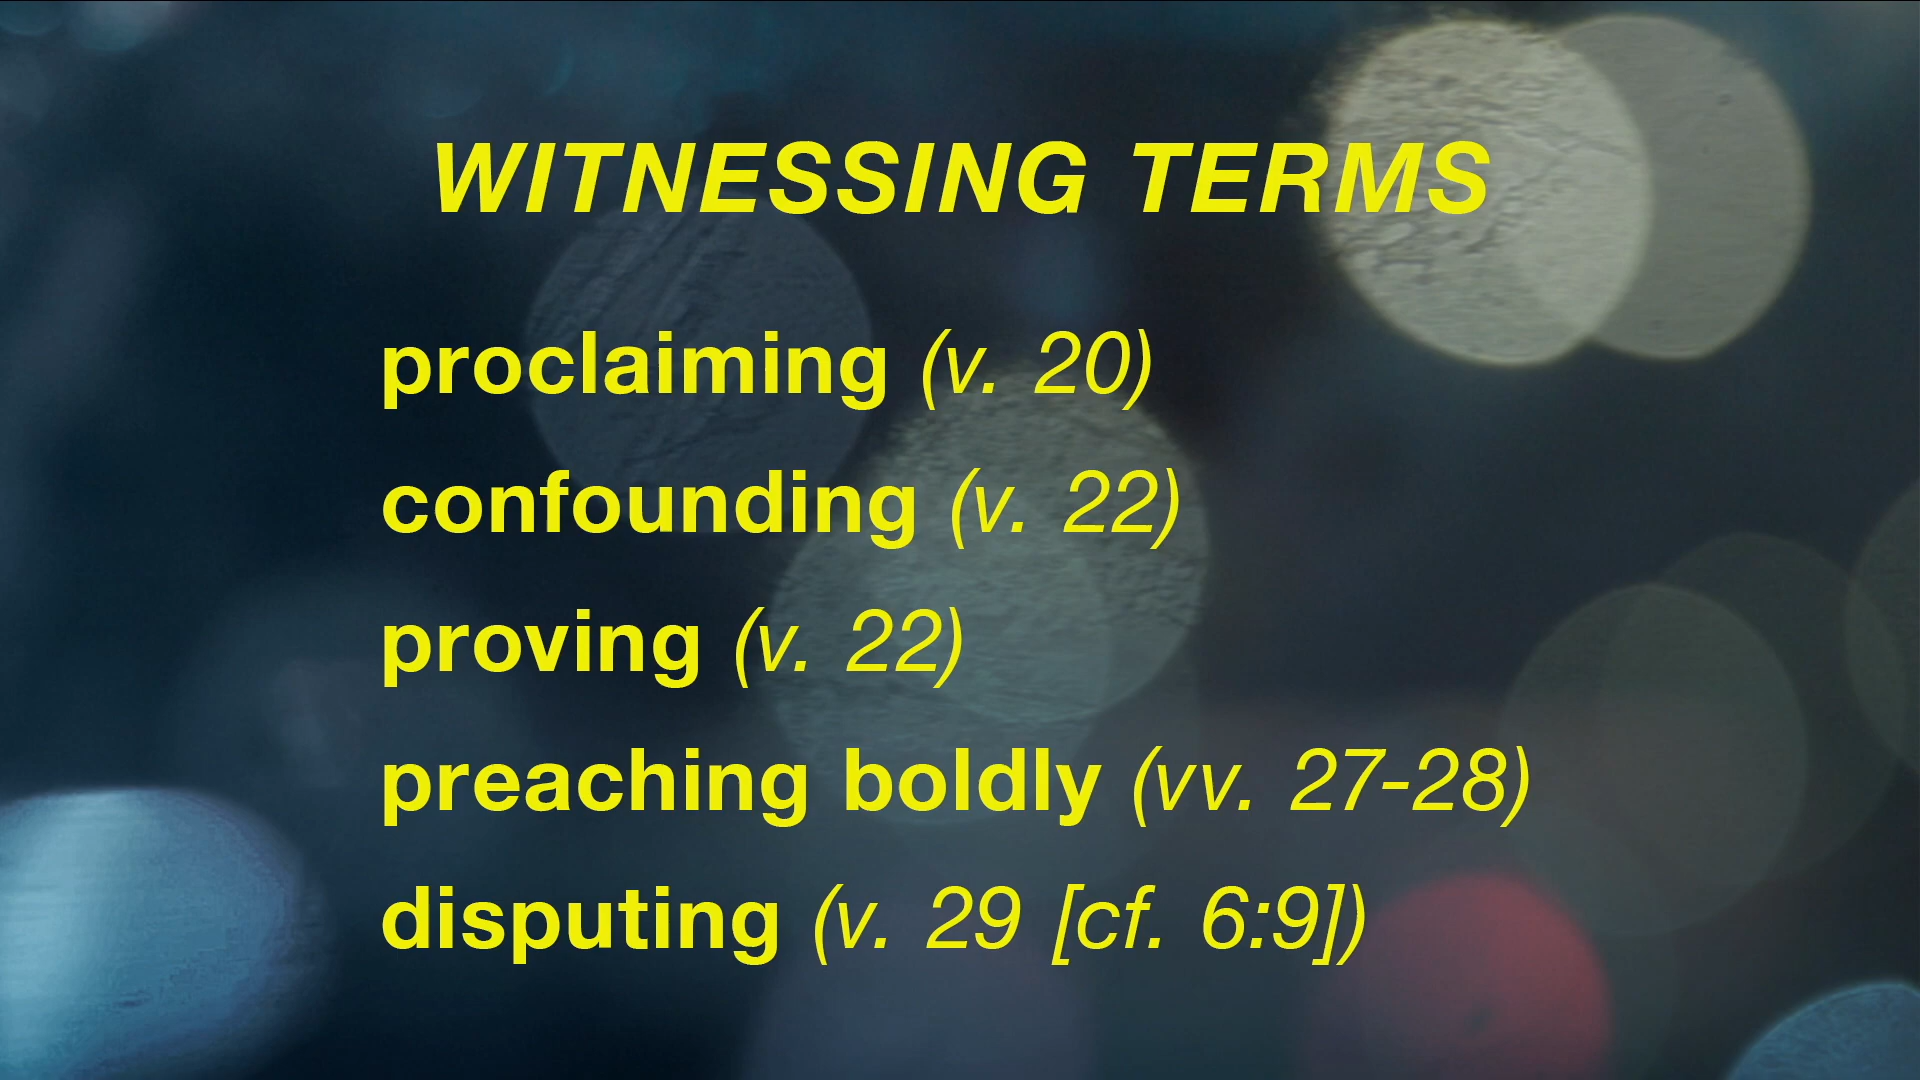 WITNESSING TERMS
proclaiming (v. 20)
confounding (v. 22)
proving (v. 22)
preaching boldly (vv. 27-28)
disputing (v. 29 [cf. 6:9])